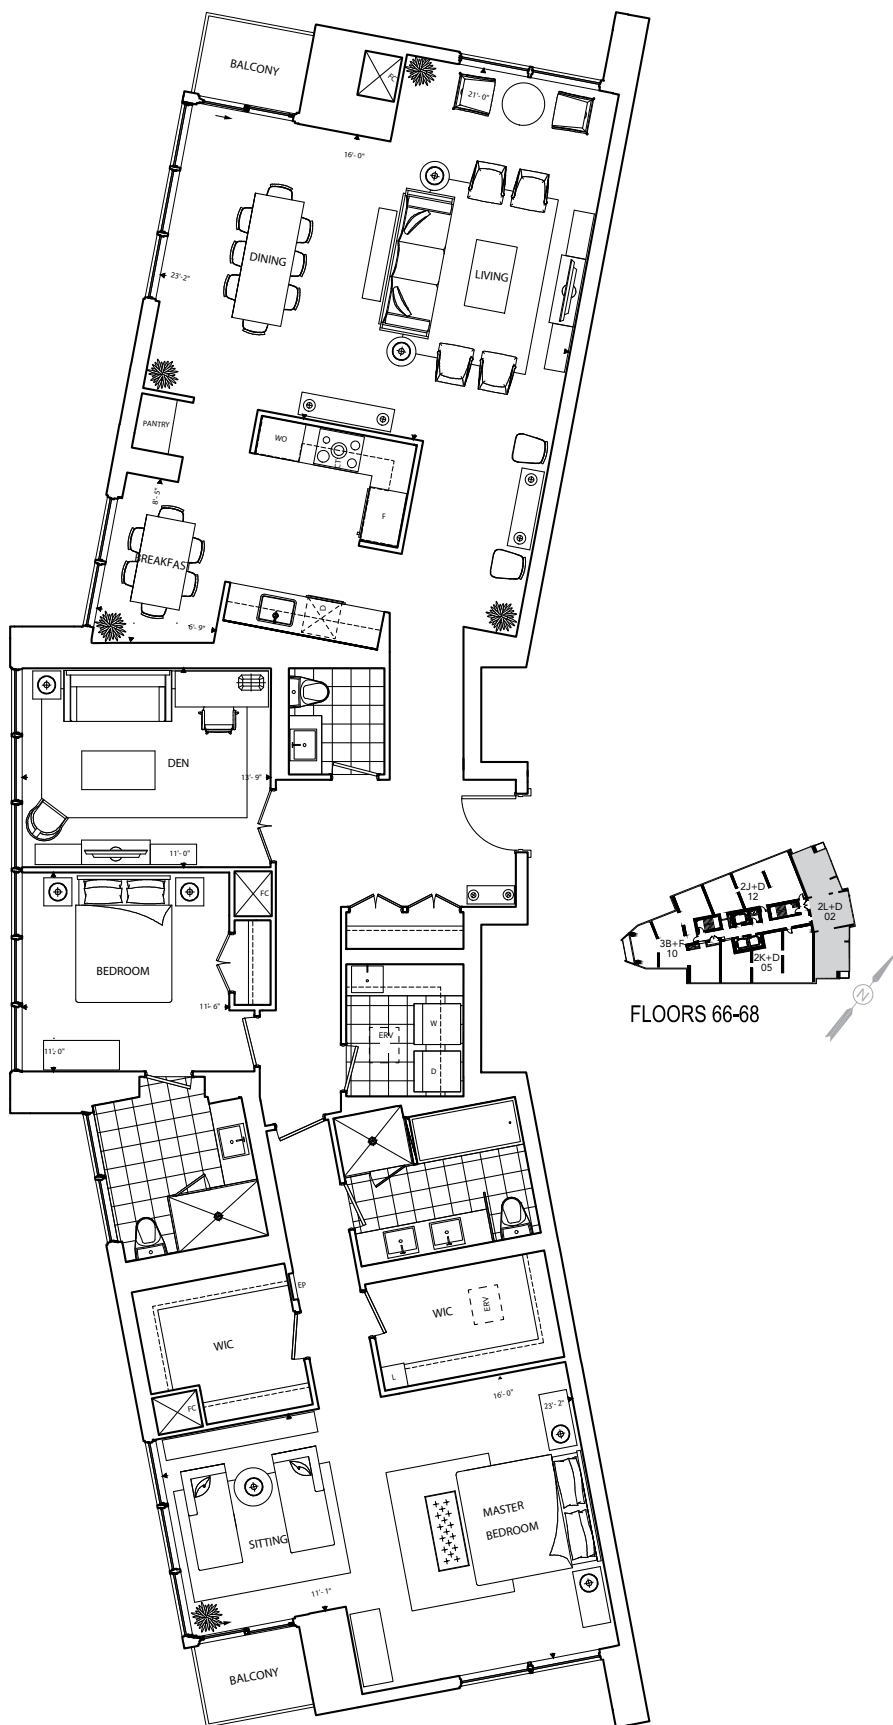 BALCONY
FC
21'-0"
16'-0"
DINING
LIVING
23'-2"
PANTRY
WO
F
8'-5"
BREAKFAST
D
6'-9"
DEN
13'-9"
11'-0"
FC
BEDROOM
11'-6"
11'-0"
W
ERV
D
2J+D
12
2L+D
02
3B+F
10
2K+D
05
FLOORS 66-68
N
EP
WIC
ERV
WIC
L
FC
16'-0"
23'-2"
MASTER
BEDROOM
SITTING
11'-1"
BALCONY